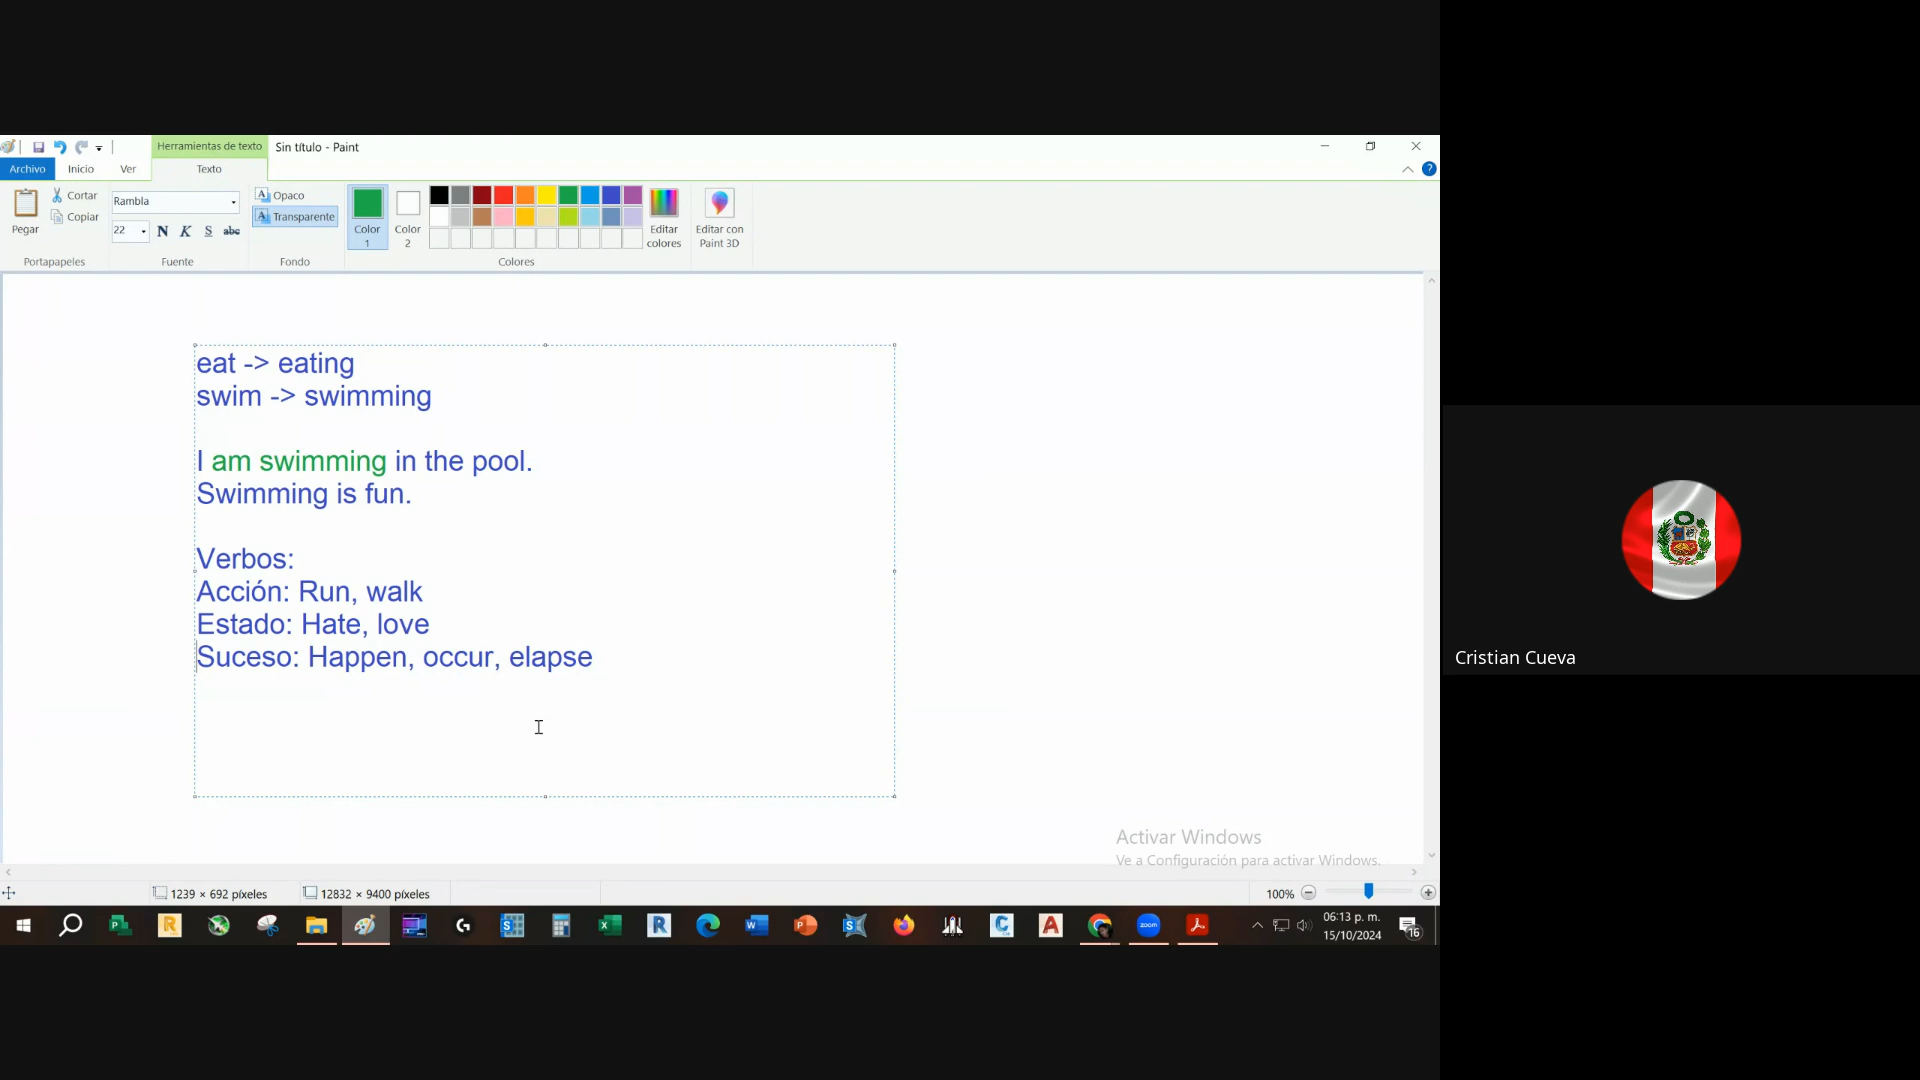 Herramientas de texto
Sin título - Paint
Archivo
Inicio
Ver
Texto
Pegar
Cortar
Copiar
Portapapeles
Rambla
22
N K S abc
Fuente
Opaco
Transparente
Fondo
Color 1
Color 2
Editar colores
Editar con Paint 3D
Colores
eat -> eating
swim -> swimming
I am swimming in the pool.
Swimming is fun.
Verbos:
Acción: Run, walk
Estado: Hate, love
Suceso: Happen, occur, elapse
Activar Windows
Ve a Configuración para activar Windows.
1239 × 692 píxeles
12832 × 9400 píxeles
100%
06:13 p. m.
15/10/2024
16
zoom
Cristian Cueva